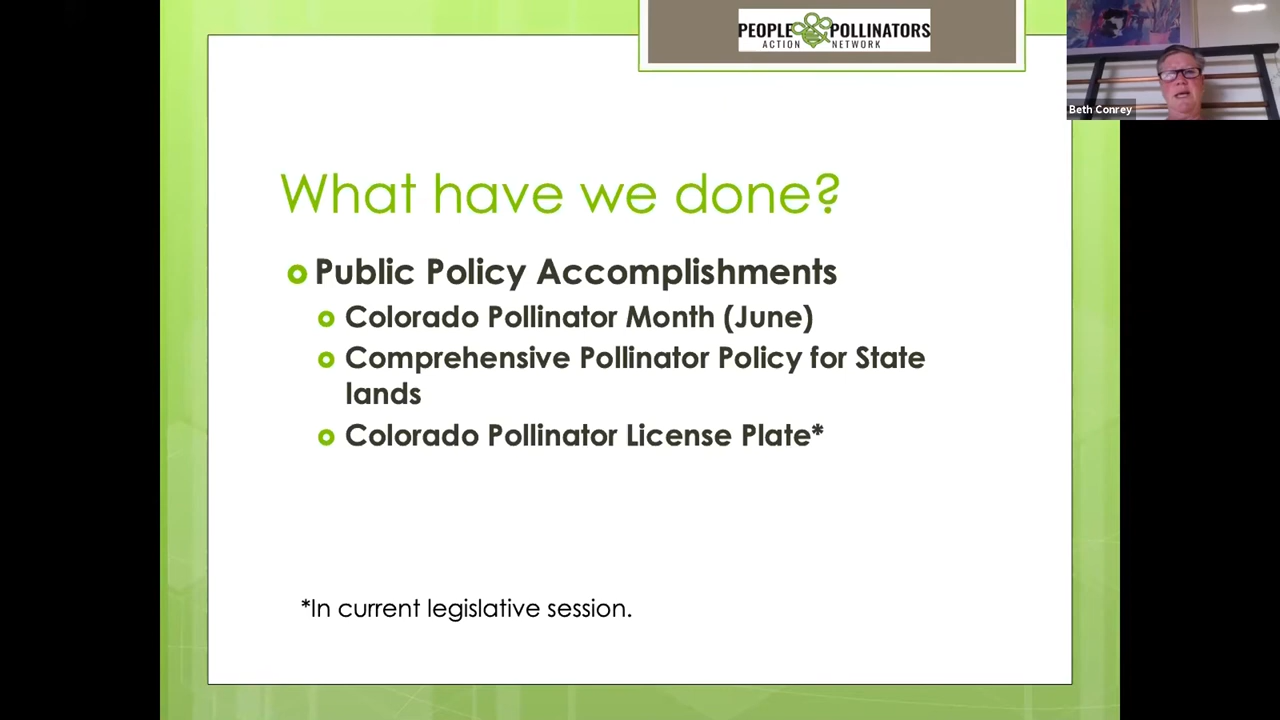 PEOPLE POLLINATORS
ACTION NETWORK
Beth Conrey
What have we done?
Public Policy Accomplishments
Colorado Pollinator Month (June)
Comprehensive Pollinator Policy for State
lands
Colorado Pollinator License Plate*
*In current legislative session.